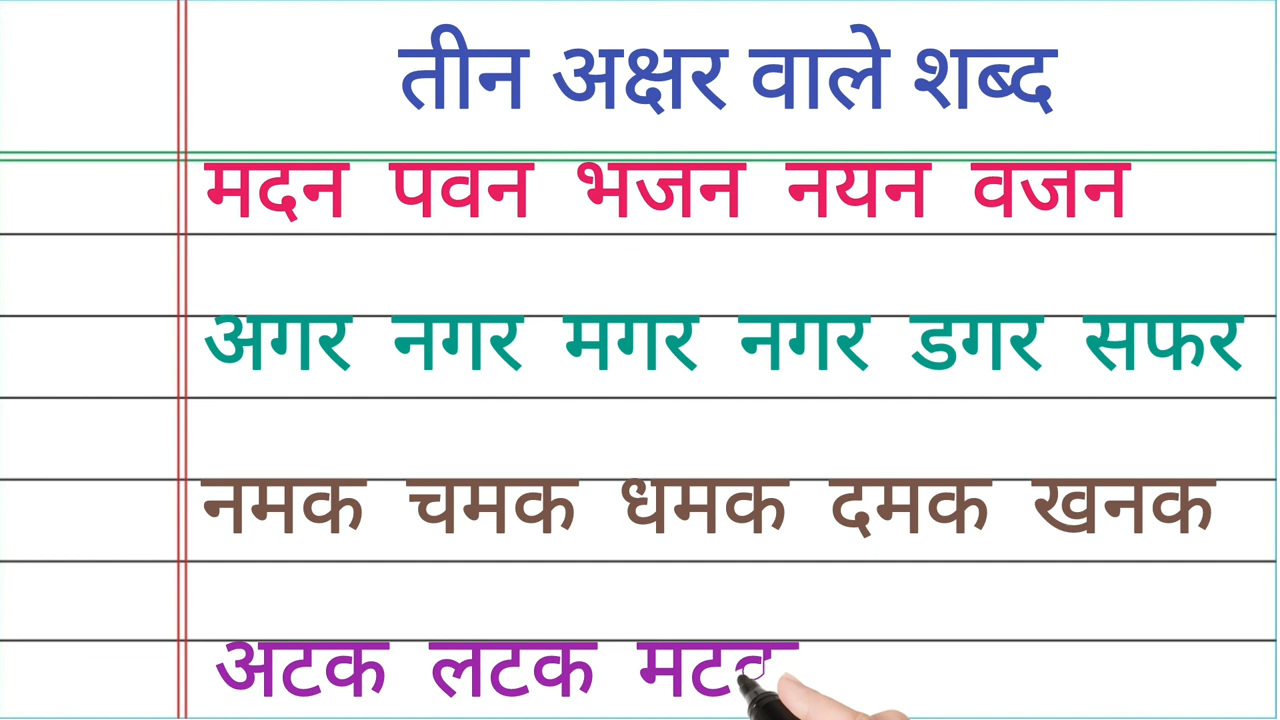 तीन अक्षर वाले शब्द
मदन पवन भजन नयन वजन
अगर नगर मगर नगर डगर सफर
नमक चमक धमक दमक खनक
अटक लटक